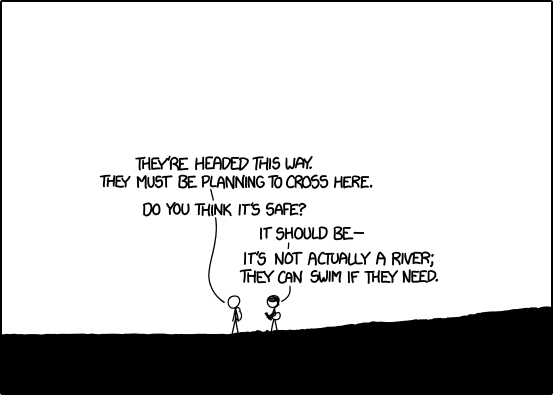 THEY'RE HEADED THIS WAY.
THEY MUST BE PLANNING TO CROSS HERE.
DO YOU THINK IT'S SAFE?
IT SHOULD BE—
IT'S NOT ACTUALLY A RIVER;
THEY CAN SWIM IF THEY NEED.